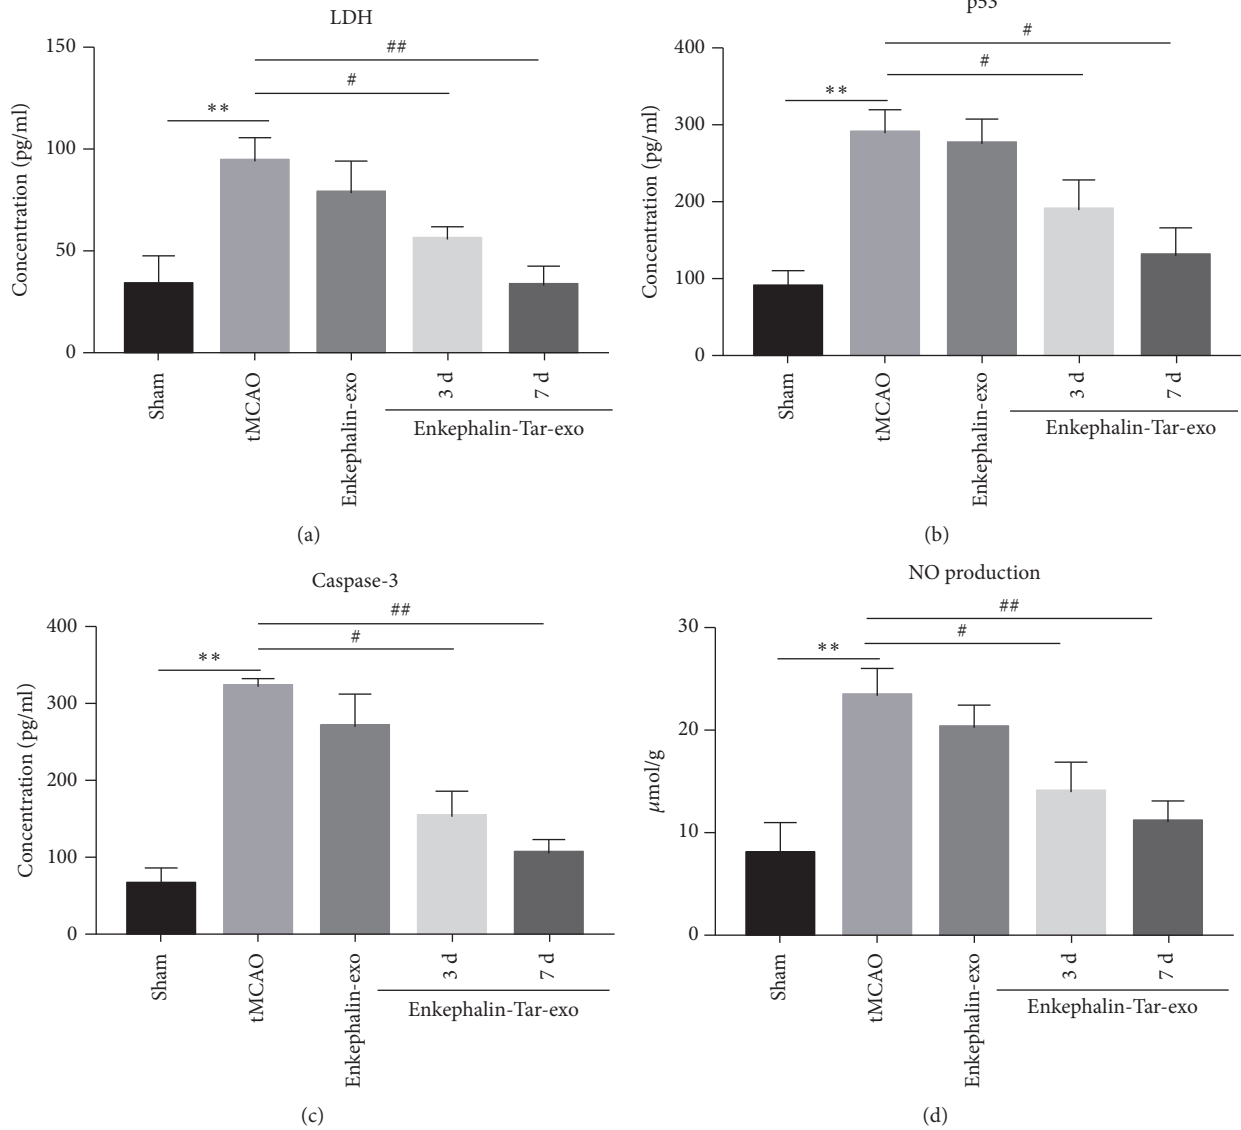 LDH
##
#
**
Concentration (pg/ml)
150
100
50
0
Sham
tMCAO
Enkephalin-exo
3 d
7 d
Enkephalin-Tar-exo
(a)
p53
#
#
**
Concentration (pg/ml)
400
300
200
100
0
Sham
tMCAO
Enkephalin-exo
3 d
7 d
Enkephalin-Tar-exo
(b)
Caspase-3
##
#
**
Concentration (pg/ml)
400
300
200
100
0
Sham
tMCAO
Enkephalin-exo
3 d
7 d
Enkephalin-Tar-exo
(c)
NO production
##
#
**
μmol/g
30
20
10
0
Sham
tMCAO
Enkephalin-exo
3 d
7 d
Enkephalin-Tar-exo
(d)